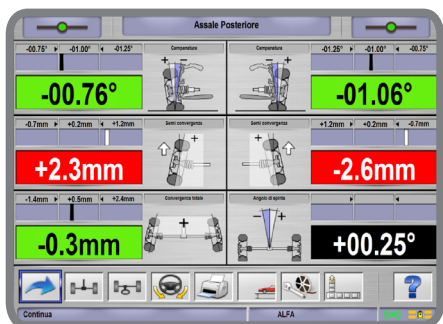 Assale Posteriore
-00.75° -01.00° -01.25°
Campanatura
Campanatura
-01.25° -01.00° -00.75°
-00.76°
+ -
- +
-01.06°
-0.7mm +0.2mm +1.2mm
Semi convergenza
Semi convergenza
+1.2mm +0.2mm -0.7mm
+2.3mm
+
+
-2.6mm
-1.4mm +0.5mm +2.4mm
Convergenza totale
Angolo di spinta
-0.3mm
+
- +
+00.25°
?
Continua
ALFA